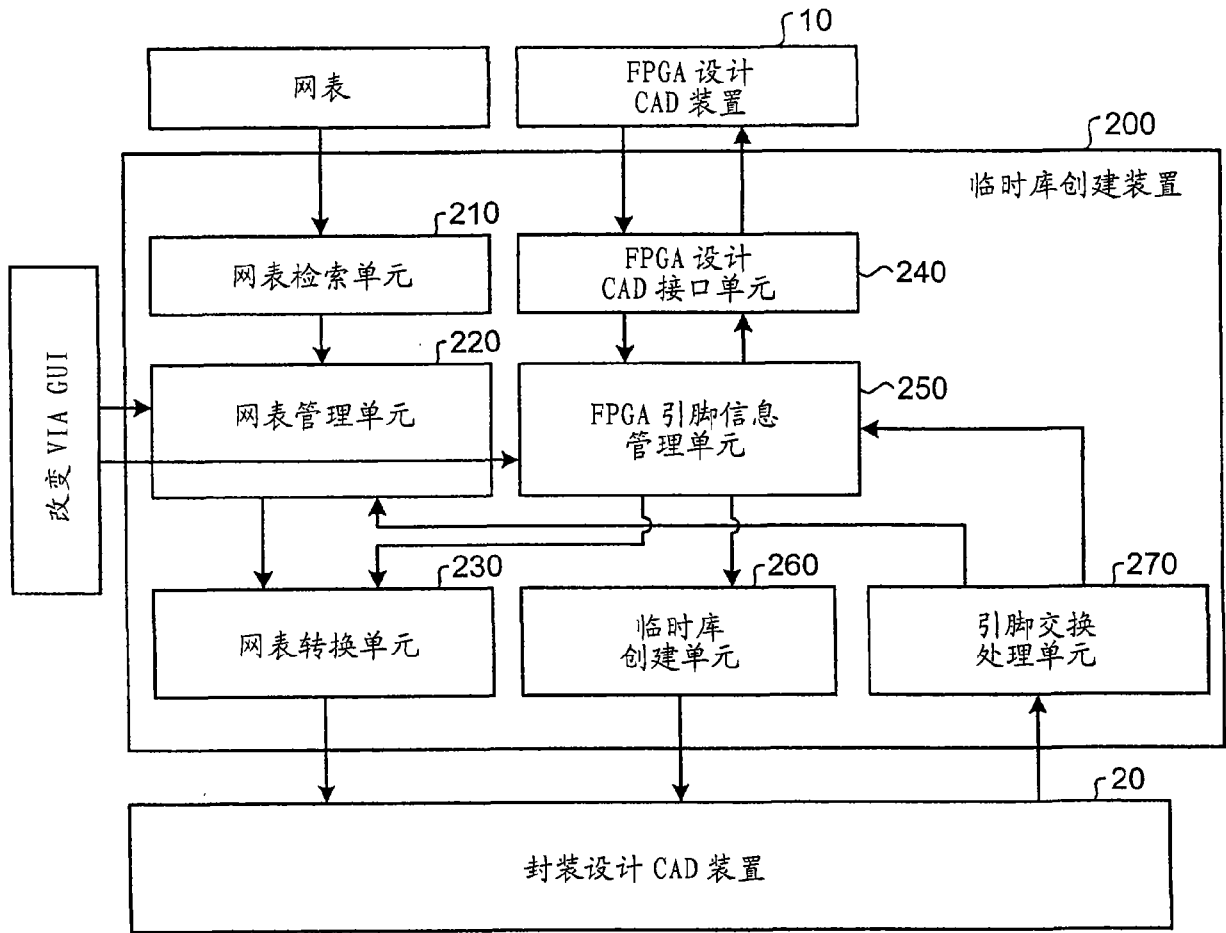 10
网表
FPGA 设计
CAD 装置
200
临时库创建装置
210
网表检索单元
FPGA 设计
CAD 接口单元
240
改变 VIA GUI
220
网表管理单元
FPGA 引脚信息
管理单元
250
230
网表转换单元
260
临时库
创建单元
270
引脚交换
处理单元
20
封装设计 CAD 装置